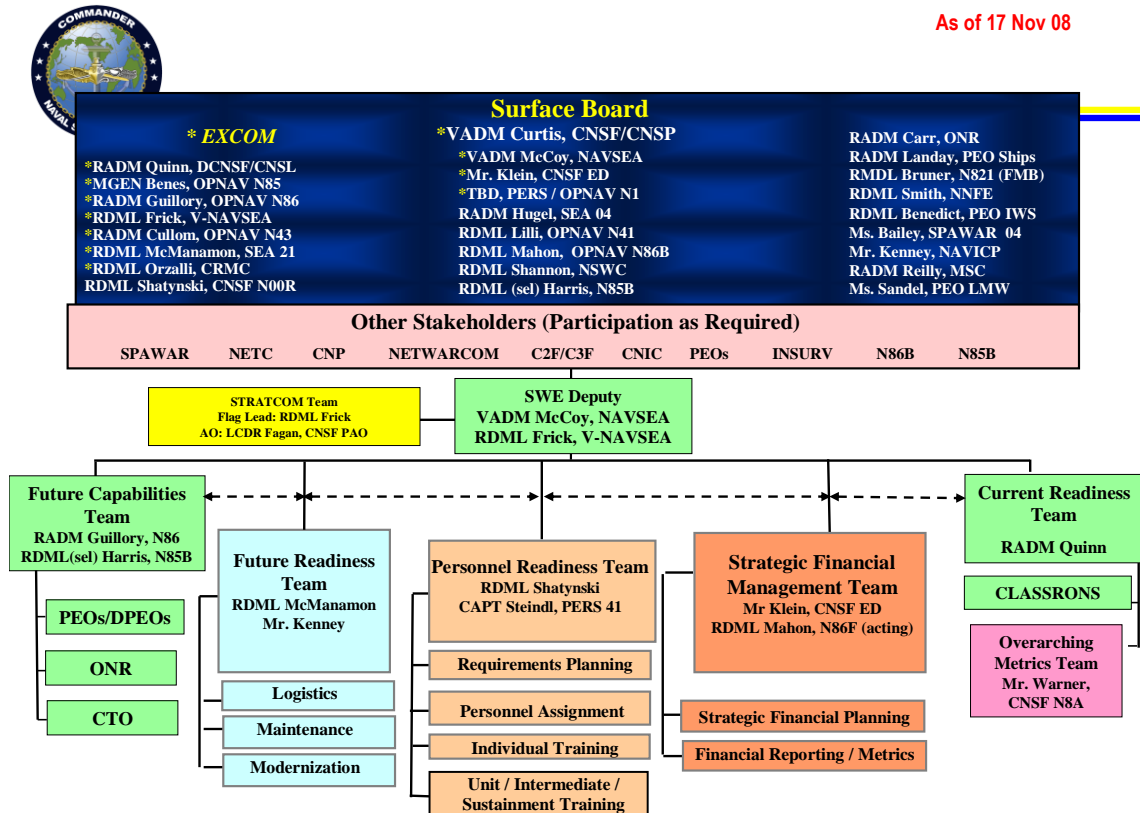 As of 17 Nov 08
COMMANDER
NAVAL S
Surface Board
* EXCOM
*RADM Quinn, DCNSF/CNSL
*MGEN Benes, OPNAV N85
*RADM Guillory, OPNAV N86
*RDML Frick, V-NAVSEA
*RADM Cullom, OPNAV N43
*RDML McManamon, SEA 21
*RDML Orzalli, CRMC
RDML Shatynski, CNSF N00R
*VADM Curtis, CNSF/CNSP
*VADM McCoy, NAVSEA
*Mr. Klein, CNSF ED
*TBD, PERS / OPNAV N1
RADM Hugel, SEA 04
RDML Lilli, OPNAV N41
RDML Mahon, OPNAV N86B
RDML Shannon, NSWC
RDML (sel) Harris, N85B
RADM Carr, ONR
RADM Landay, PEO Ships
RMDL Bruner, N821 (FMB)
RDML Smith, NNFE
RDML Benedict, PEO IWS
Ms. Bailey, SPAWAR 04
Mr. Kenney, NAVICP
RADM Reilly, MSC
Ms. Sandel, PEO LMW
Other Stakeholders (Participation as Required)
SPAWAR NETC CNP NETWARCOM C2F/C3F CNIC PEOs INSURV N86B N85B
STRATCOM Team
Flag Lead: RDML Frick
AO: LCDR Fagan, CNSF PAO
SWE Deputy
VADM McCoy, NAVSEA
RDML Frick, V-NAVSEA
Future Capabilities
Team
RADM Guillory, N86
RDML(sel) Harris, N85B
PEOs/DPEOs
ONR
CTO
Future Readiness
Team
RDML McManamon
Mr. Kenney
Logistics
Maintenance
Modernization
Personnel Readiness Team
RDML Shatynski
CAPT Steindl, PERS 41
Requirements Planning
Personnel Assignment
Individual Training
Unit / Intermediate /
Sustainment Training
Strategic Financial
Management Team
Mr Klein, CNSF ED
RDML Mahon, N86F (acting)
Strategic Financial Planning
Financial Reporting / Metrics
Current Readiness
Team
RADM Quinn
CLASSRONS
Overarching
Metrics Team
Mr. Warner,
CNSF N8A